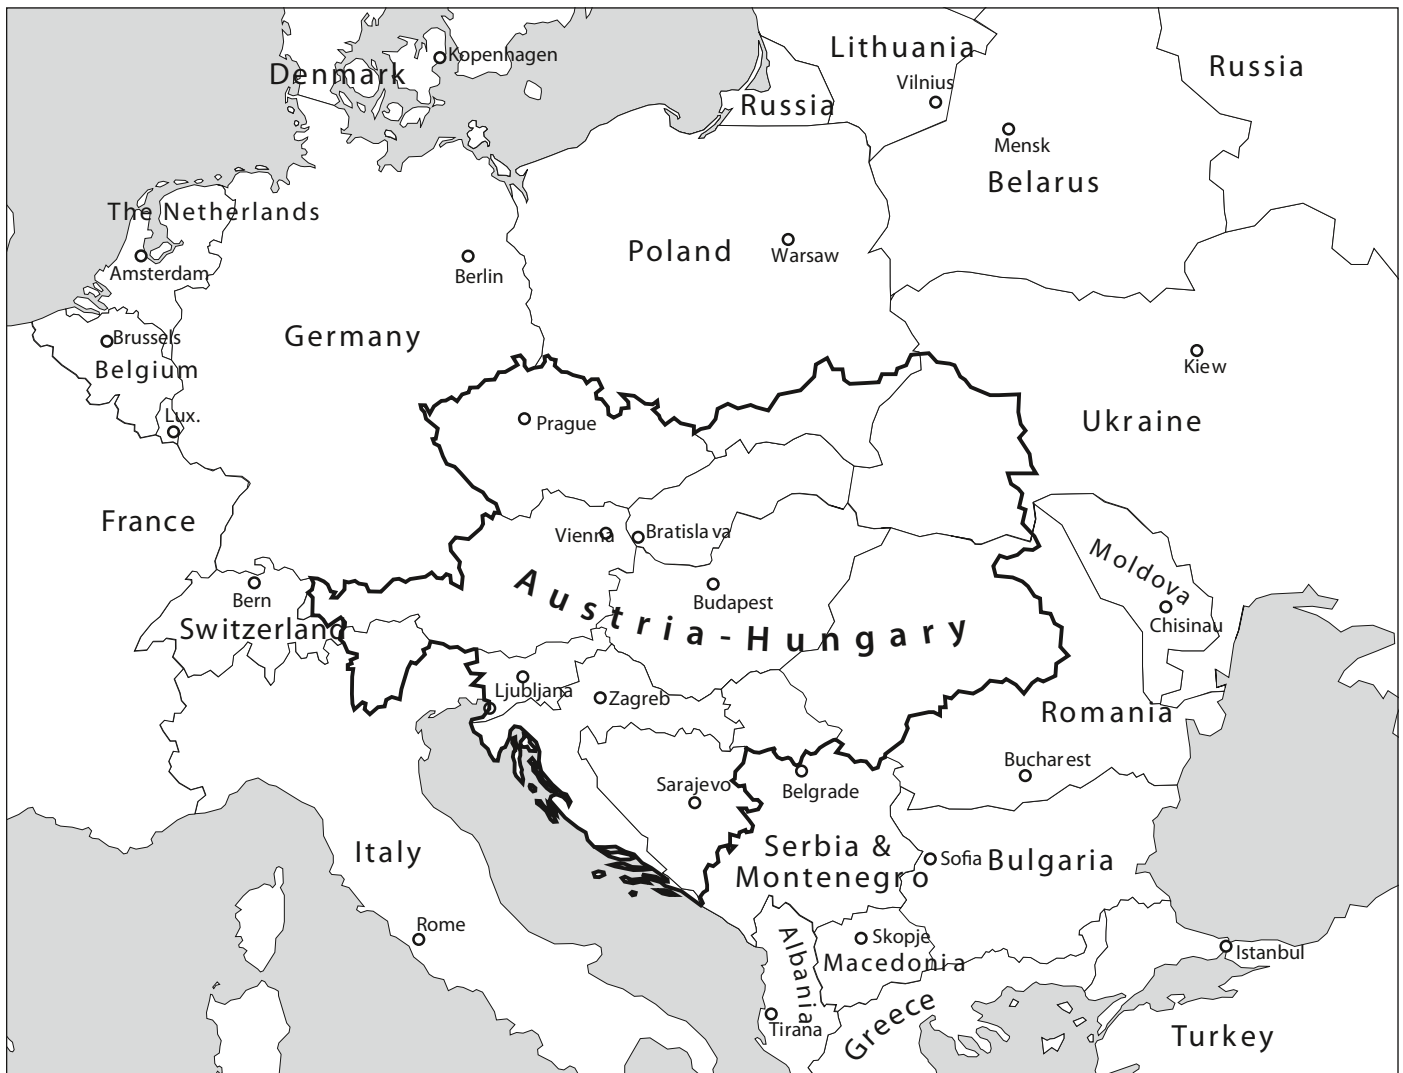 Lithuania
Kopenhagen
Denmark
Russia
Vilnius
Russia
Mensk
Belarus
The Netherlands
Poland
Warsaw
Amsterdam
Berlin
Germany
Brussels
Belgium
Kiew
Lux.
Prague
Ukraine
France
Vienna
Bratislava
Moldova
Bern
Austria-Hungary
Budapest
Chisinau
Switzerland
Ljubljana
Zagreb
Romania
Bucharest
Sarajevo
Belgrade
Italy
Serbia &
Montenegro
Sofia
Bulgaria
Rome
Skopje
Macedonia
Albania
Istanbul
Tirana
Greece
Turkey